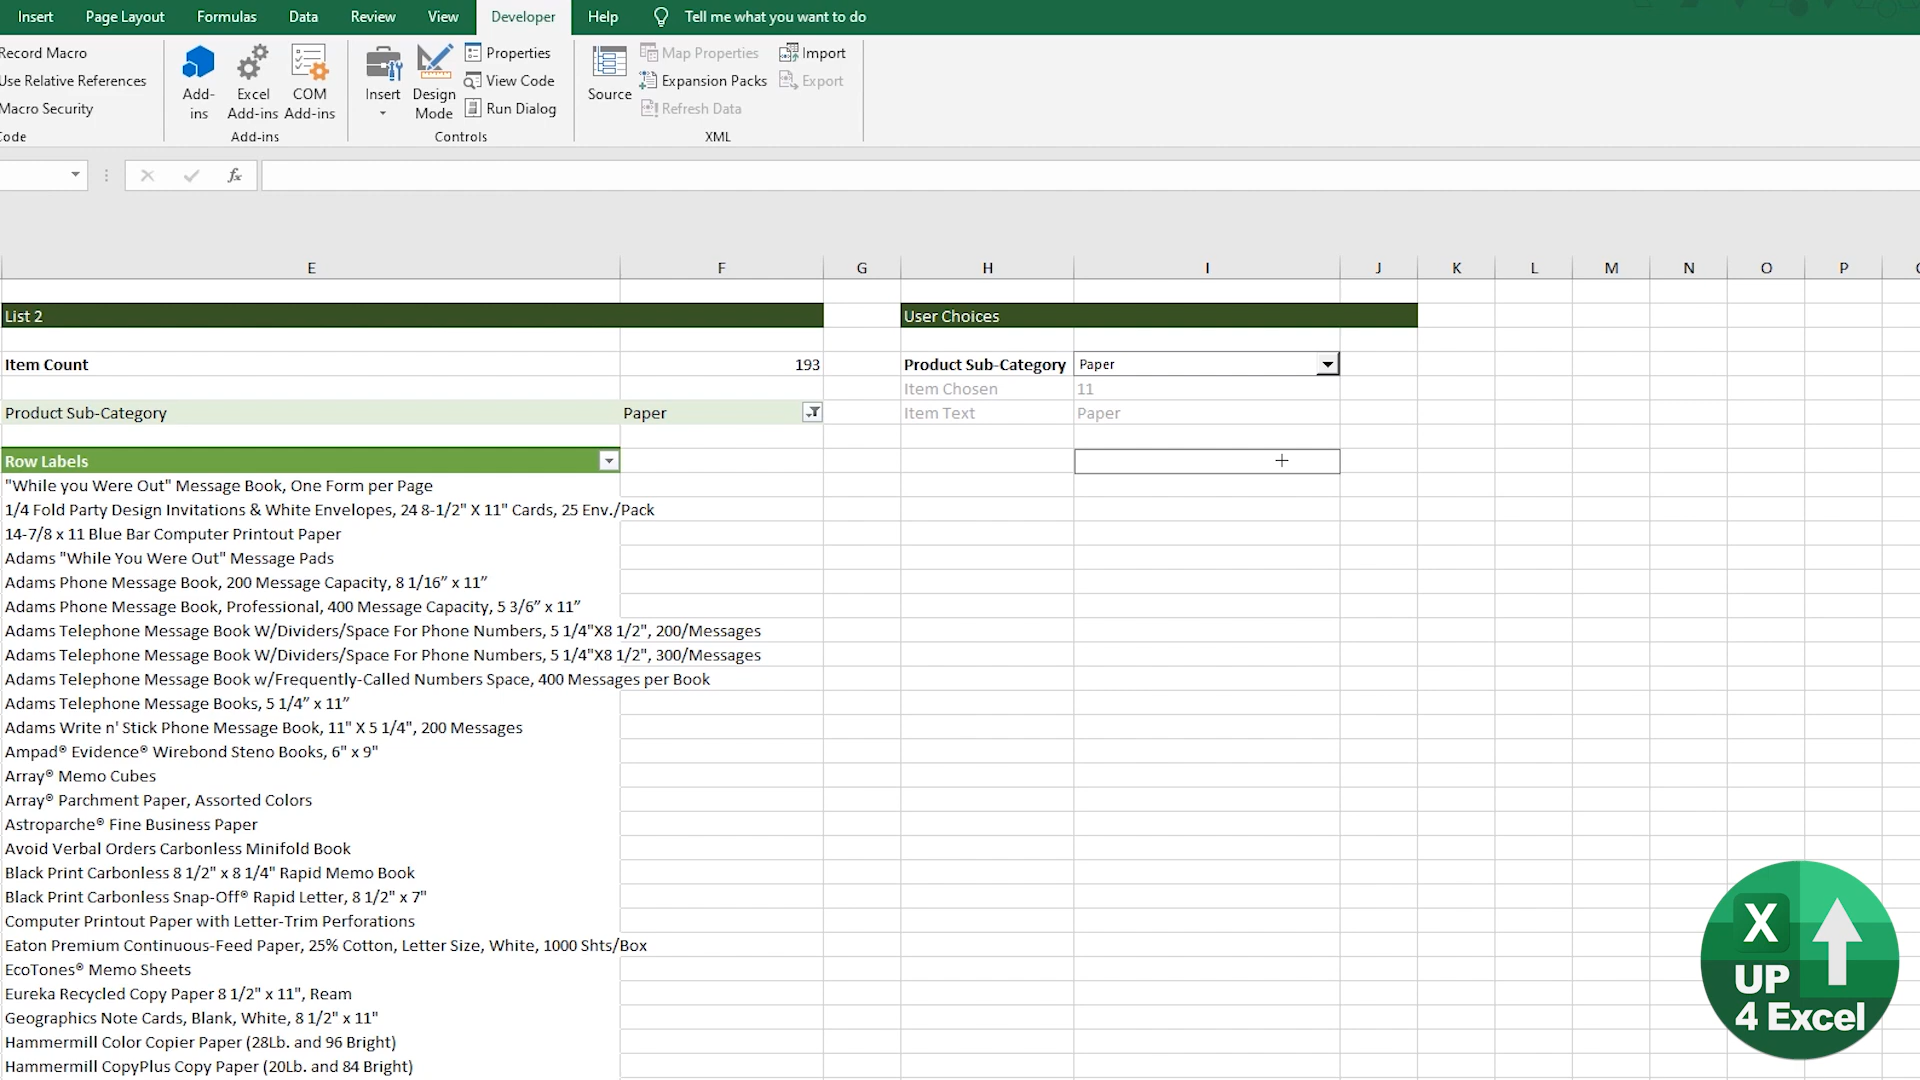 Insert Page Layout Formulas Data Review View Developer Help Tell me what you want to do
Record Macro
Use Relative References
Macro Security
Code
Add-ins
Excel Add-ins
COM Add-ins
Add-ins
Insert
Design Mode
Properties
View Code
Run Dialog
Controls
Source
Map Properties
Expansion Packs
Refresh Data
Import
Export
XML
fx
E F G H I J K L M N O P
List 2
User Choices
Item Count 193
Product Sub-Category Paper
Item Chosen 11
Product Sub-Category Paper
Item Text Paper
Row Labels
"While you Were Out" Message Book, One Form per Page
1/4 Fold Party Design Invitations & White Envelopes, 24 8-1/2" X 11" Cards, 25 Env./Pack
14-7/8 x 11 Blue Bar Computer Printout Paper
Adams "While You Were Out" Message Pads
Adams Phone Message Book, 200 Message Capacity, 8 1/16” x 11”
Adams Phone Message Book, Professional, 400 Message Capacity, 5 3/6” x 11”
Adams Telephone Message Book W/Dividers/Space For Phone Numbers, 5 1/4"X8 1/2", 200/Messages
Adams Telephone Message Book W/Dividers/Space For Phone Numbers, 5 1/4"X8 1/2", 300/Messages
Adams Telephone Message Book w/Frequently-Called Numbers Space, 400 Messages per Book
Adams Telephone Message Books, 5 1/4” x 11”
Adams Write n' Stick Phone Message Book, 11" X 5 1/4", 200 Messages
Ampad® Evidence® Wirebond Steno Books, 6" x 9"
Array® Memo Cubes
Array® Parchment Paper, Assorted Colors
Astroparche® Fine Business Paper
Avoid Verbal Orders Carbonless Minifold Book
Black Print Carbonless 8 1/2" x 8 1/4" Rapid Memo Book
Black Print Carbonless Snap-Off® Rapid Letter, 8 1/2" x 7"
Computer Printout Paper with Letter-Trim Perforations
Eaton Premium Continuous-Feed Paper, 25% Cotton, Letter Size, White, 1000 Shts/Box
EcoTones® Memo Sheets
Eureka Recycled Copy Paper 8 1/2" x 11", Ream
Geographics Note Cards, Blank, White, 8 1/2" x 11"
Hammermill Color Copier Paper (28Lb. and 96 Bright)
Hammermill CopyPlus Copy Paper (20Lb. and 84 Bright)
X
UP
4 Excel